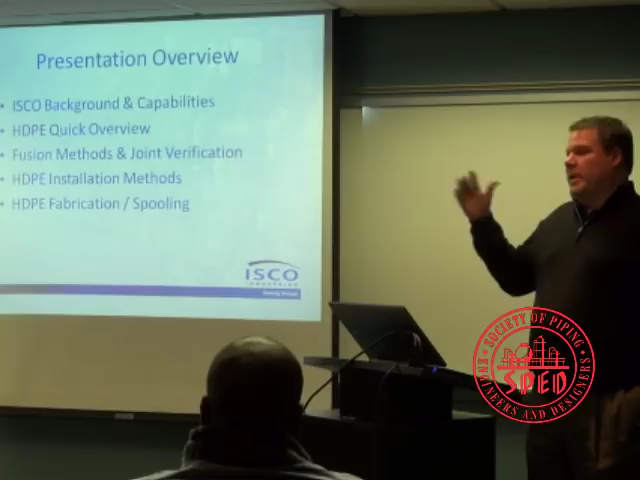 Presentation Overview
• ISCO Background & Capabilities
• HDPE Quick Overview
• Fusion Methods & Joint Verification
• HDPE Installation Methods
• HDPE Fabrication / Spooling
ISCO
INDUSTRIES
SOCIETY OF PIPING
ENGINEERS AND DESIGNERS
SPED